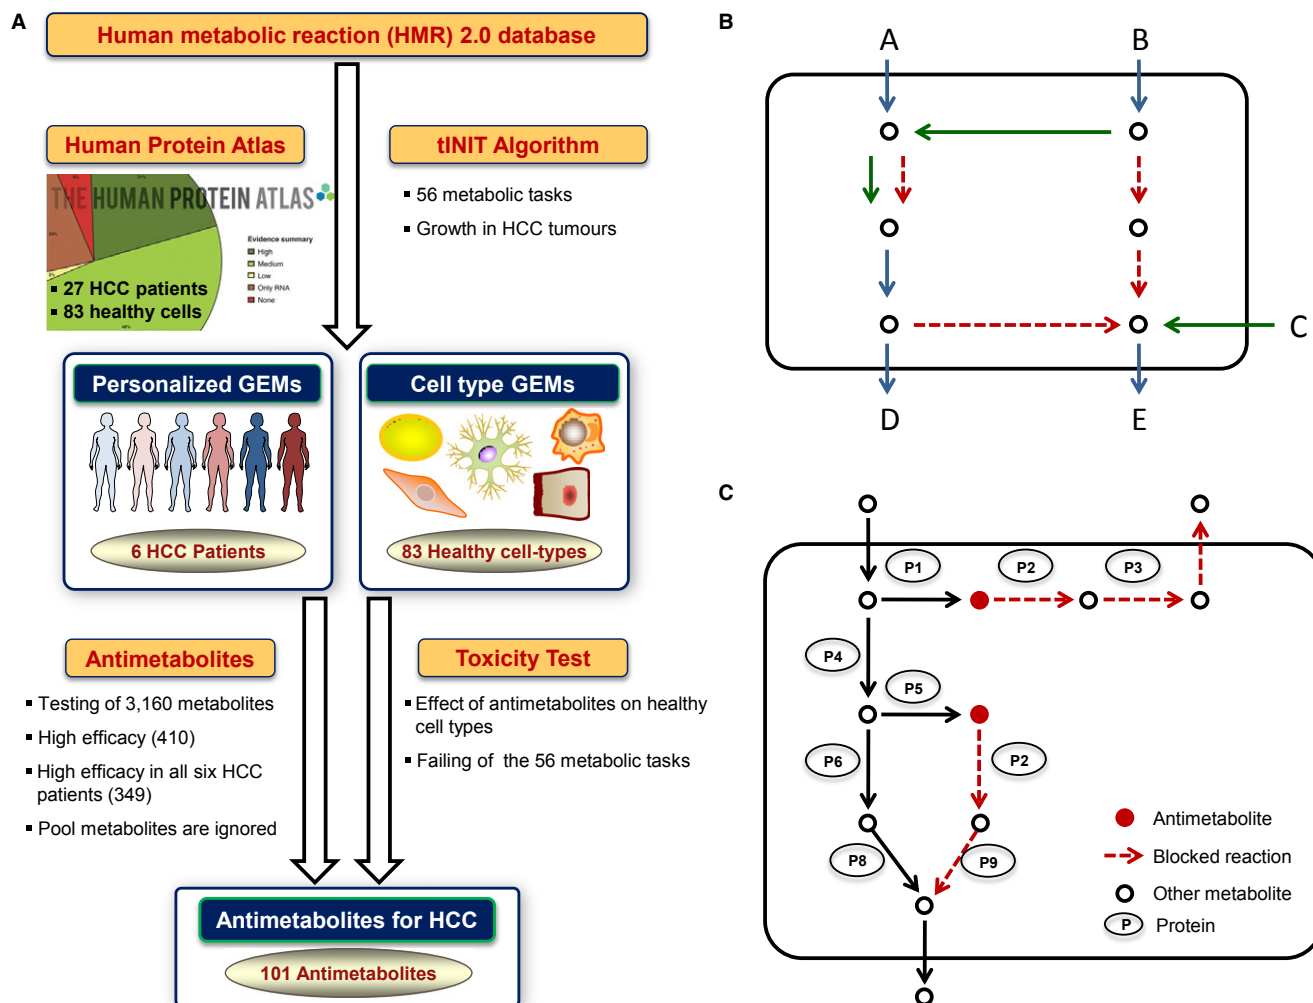 A
Human metabolic reaction (HMR) 2.0 database
Human Protein Atlas
tINIT Algorithm
THE HUMAN PROTEIN ATLAS
Evidence summary
High
Medium
Low
Only RNA
None
▪ 27 HCC patients
▪ 83 healthy cells
▪ 56 metabolic tasks
▪ Growth in HCC tumours
Personalized GEMs
Cell type GEMs
6 HCC Patients
83 Healthy cell-types
Antimetabolites
Toxicity Test
▪ Testing of 3,160 metabolites
▪ High efficacy (410)
▪ High efficacy in all six HCC
patients (349)
▪ Pool metabolites are ignored
▪ Effect of antimetabolites on healthy
cell types
▪ Failing of the 56 metabolic tasks
Antimetabolites for HCC
101 Antimetabolites
B
A
B
C
D
E
C
P1
P2
P3
P4
P5
P6
P2
P8
P9
Antimetabolite
Blocked reaction
Other metabolite
P
Protein